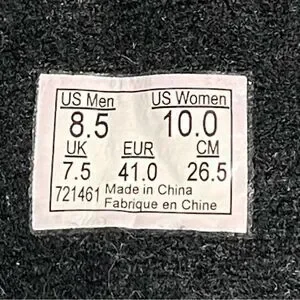 US Men US Women
8.5 10.0
UK EUR CM
7.5 41.0 26.5
721461 Made in China
Fabrique en Chine